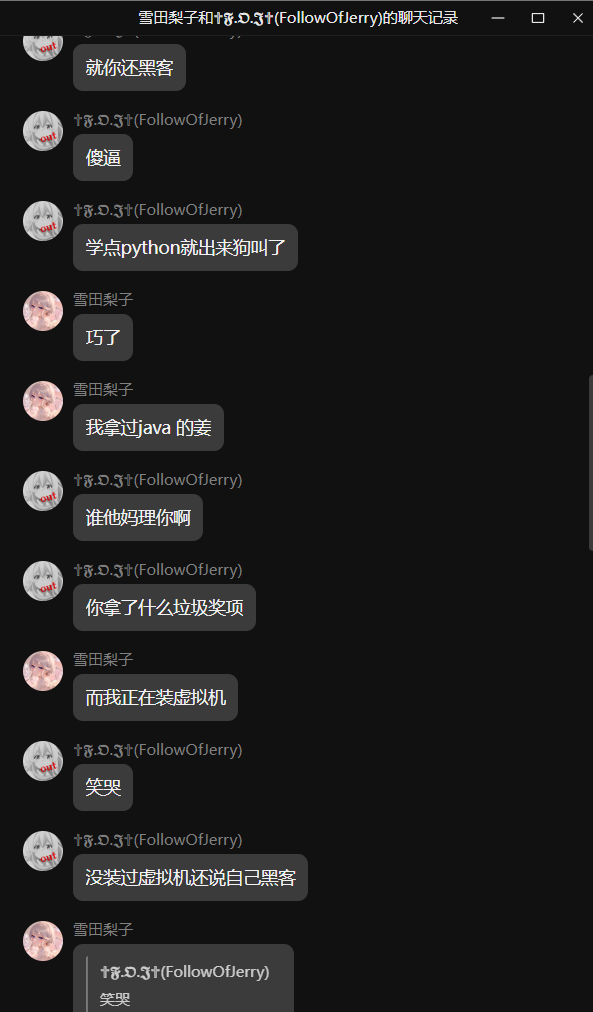 雪田梨子和✞𝕱.𝕺.𝕵✞(FollowOfJerry)的聊天记录
就你还黑客
✞𝕱.𝕺.𝕵✞(FollowOfJerry)
傻逼
✞𝕱.𝕺.𝕵✞(FollowOfJerry)
学点python就出来狗叫了
雪田梨子
巧了
雪田梨子
我拿过java 的姜
✞𝕱.𝕺.𝕵✞(FollowOfJerry)
谁他妈理你啊
✞𝕱.𝕺.𝕵✞(FollowOfJerry)
你拿了什么垃圾奖项
雪田梨子
而我正在装虚拟机
✞𝕱.𝕺.𝕵✞(FollowOfJerry)
笑哭
✞𝕱.𝕺.𝕵✞(FollowOfJerry)
没装过虚拟机还说自己黑客
雪田梨子
✞𝕱.𝕺.𝕵✞(FollowOfJerry)
笑哭